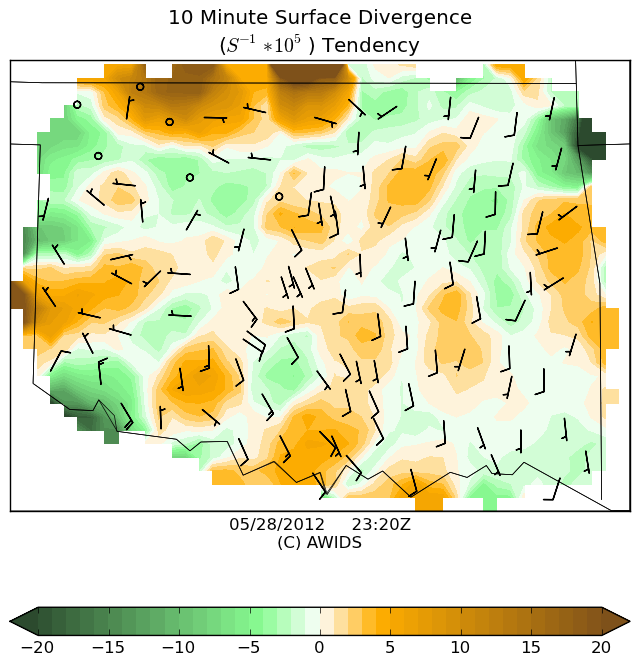 10 Minute Surface Divergence
(S⁻¹ *10⁵ ) Tendency
05/28/2012 23:20Z
(C) AWIDS
−20 −15 −10 −5 0 5 10 15 20